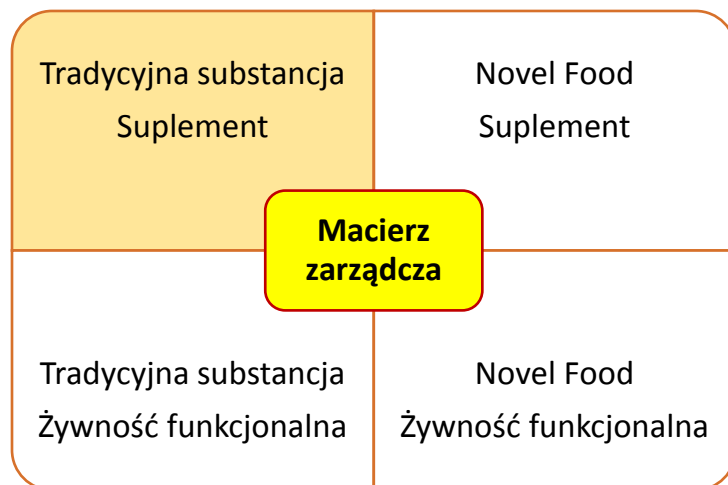 Tradycyjna substancja
Suplement
Novel Food
Suplement
Macierz
zarządcza
Tradycyjna substancja
Żywność funkcjonalna
Novel Food
Żywność funkcjonalna